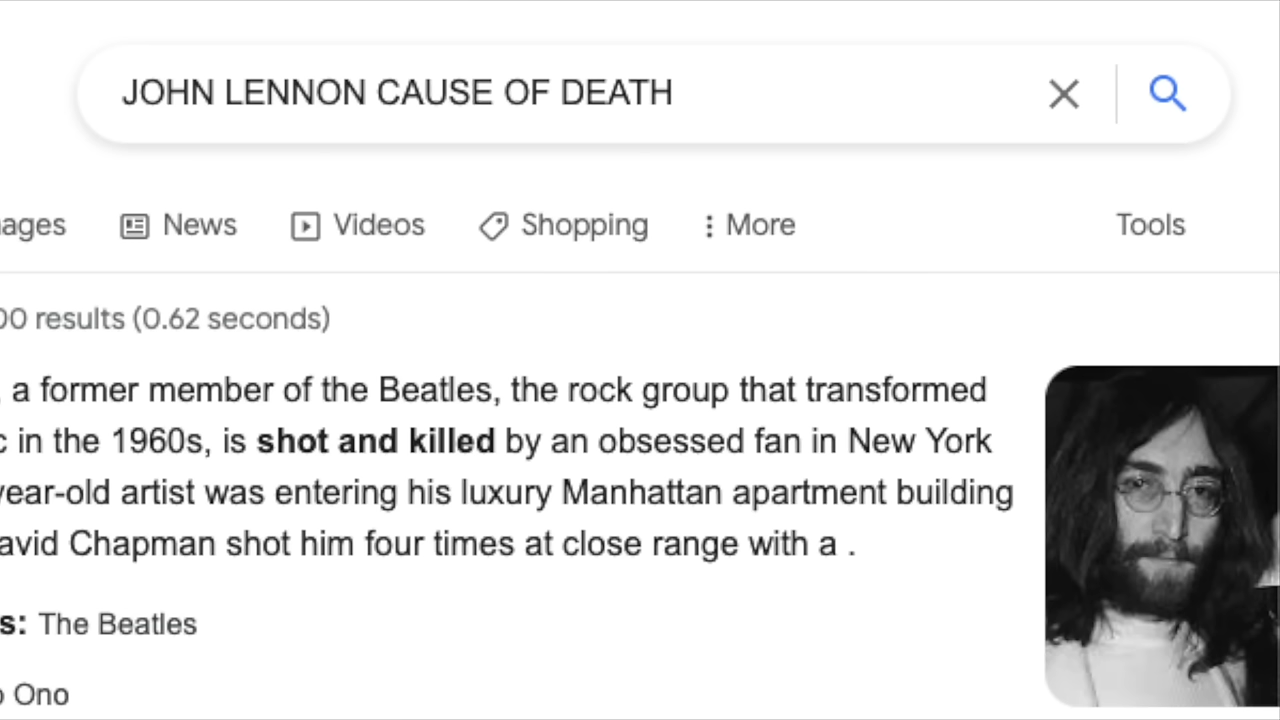 JOHN LENNON CAUSE OF DEATH
ages News Videos Shopping More Tools
00 results (0.62 seconds)
, a former member of the Beatles, the rock group that transformed
c in the 1960s, is shot and killed by an obsessed fan in New York
year-old artist was entering his luxury Manhattan apartment building
avid Chapman shot him four times at close range with a .
s: The Beatles
o Ono